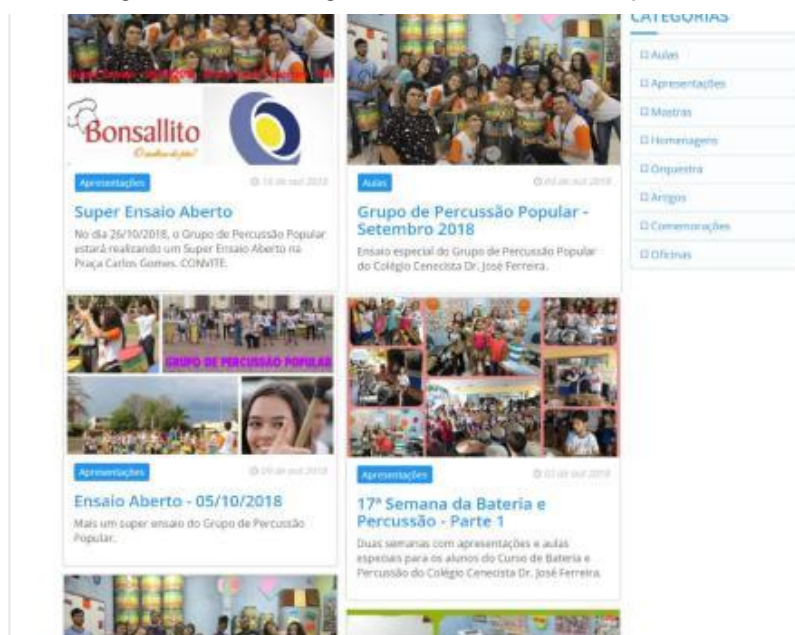 CATEGORIAS
Aulas
Apresentações
Mostras
Homenagens
Orquestra
Artigos
Comemorações
Oficinas
Bonsallito
Apresentações
Super Ensaio Aberto
No dia 26/10/2018, o Grupo de Percussão Popular
estará realizando um Super Ensaio Aberto na
Praça Carlos Gomes. CONVITE.
GRUPO DE PERCUSSÃO POPULAR
Apresentações
Ensaio Aberto - 05/10/2018
Mais um super ensaio do Grupo de Percussão
Popular.
Aulas
Grupo de Percussão Popular -
Setembro 2018
Ensaio especial do Grupo de Percussão Popular
do Colégio Cenecista Dr. José Ferreira.
Apresentações
17ª Semana da Bateria e
Percussão - Parte 1
Duas semanas com apresentações e aulas
especiais para os alunos do Curso de Bateria e
Percussão do Colégio Cenecista Dr. José Ferreira.